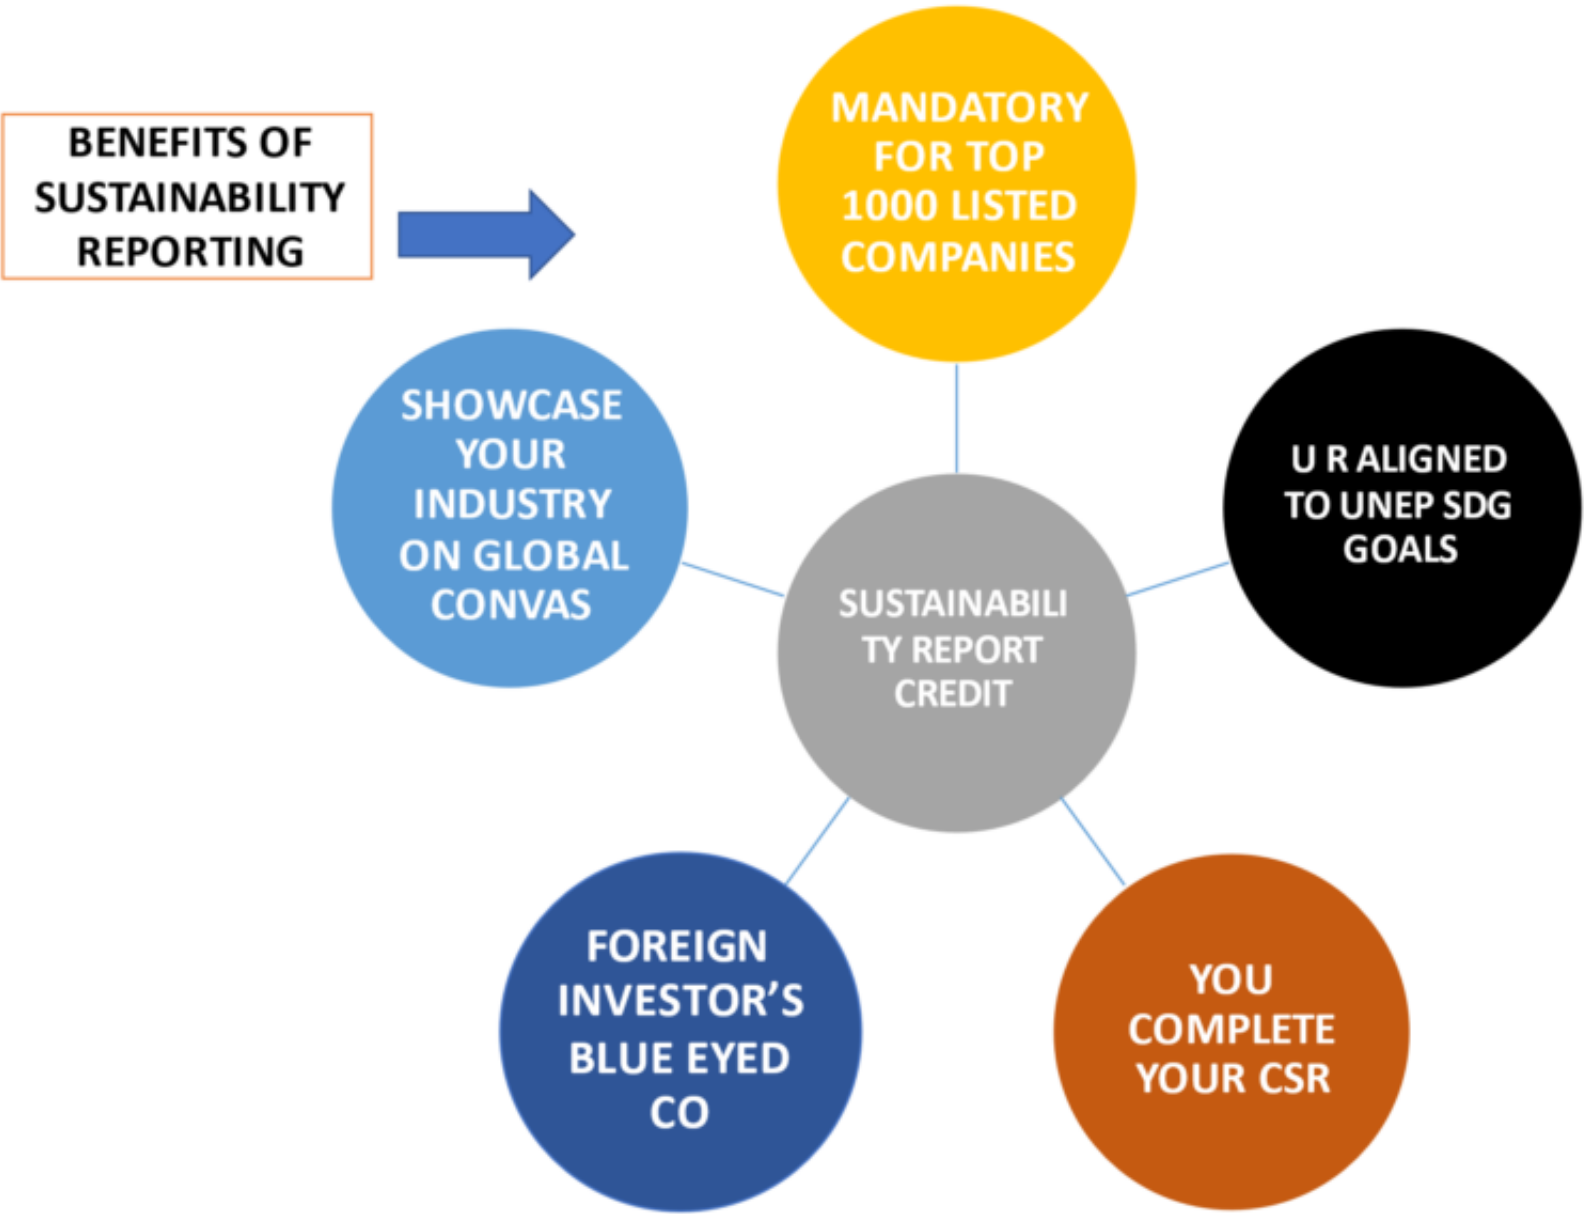 BENEFITS OF
SUSTAINABILITY
REPORTING
MANDATORY
FOR TOP
1000 LISTED
COMPANIES
SHOWCASE
YOUR
INDUSTRY
ON GLOBAL
CONVAS
U R ALIGNED
TO UNEP SDG
GOALS
SUSTAINABILI
TY REPORT
CREDIT
FOREIGN
INVESTOR’S
BLUE EYED
CO
YOU
COMPLETE
YOUR CSR